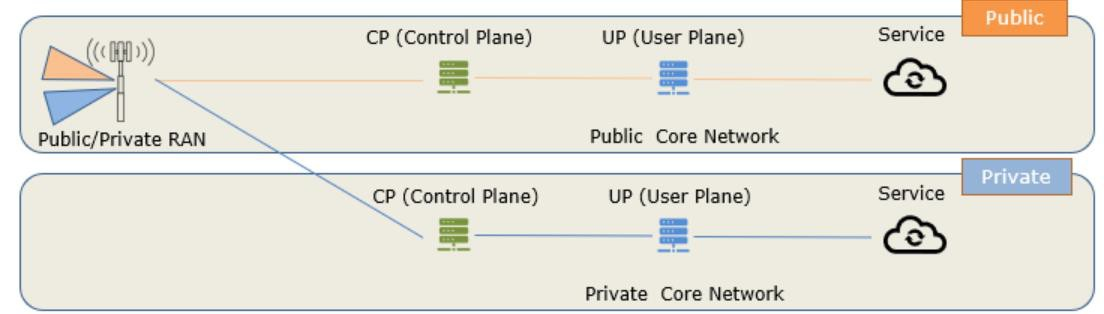 Public
CP (Control Plane)
UP (User Plane)
Service
Public/Private RAN
Public Core Network
Private
CP (Control Plane)
UP (User Plane)
Service
Private Core Network